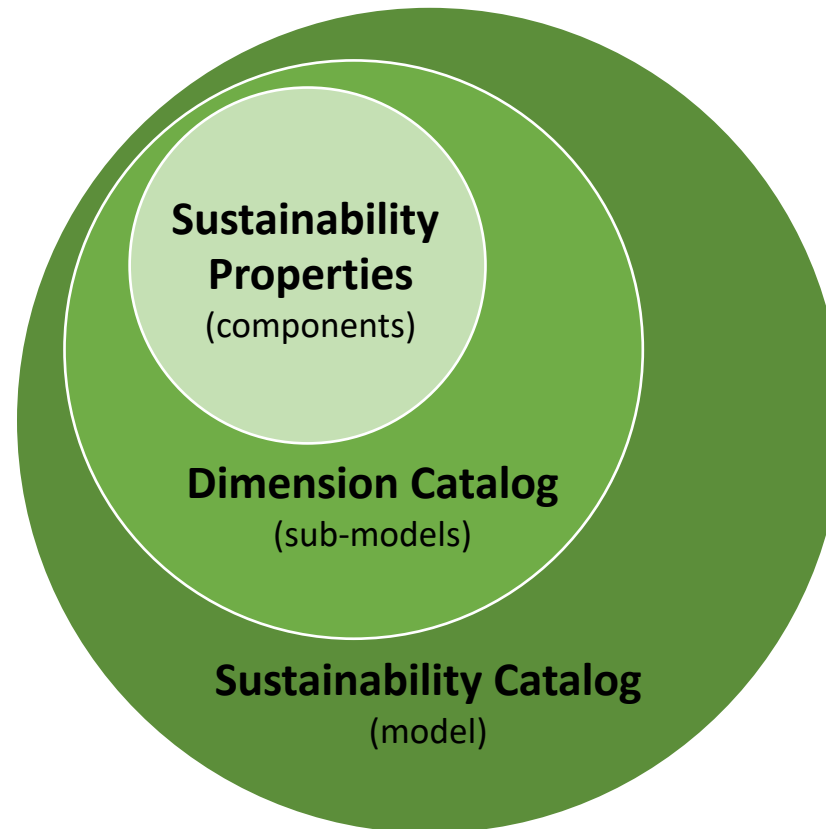 Sustainability
Properties
(components)
Dimension Catalog
(sub-models)
Sustainability Catalog
(model)